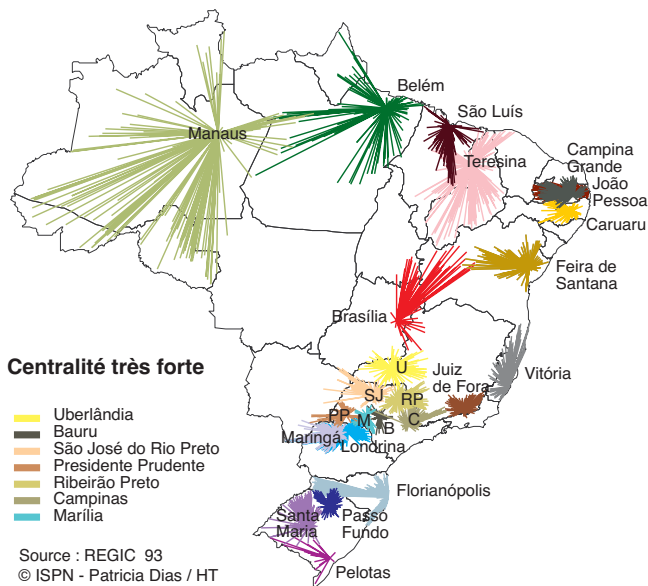 Belém
São Luís
Manaus
Teresina
Campina
Grande
João
Pessoa
Caruaru
Feira de
Santana
Brasília
Centralité très forte
U
Juiz
de Fora
Vitória
SJ
RP
PP
M
B
C
Maringá
Londrina
Uberlândia
Bauru
São José do Rio Preto
Presidente Prudente
Ribeirão Preto
Campinas
Marília
Florianópolis
Santa
Maria
Passo
Fundo
Pelotas
Source : REGIC 93
© ISPN - Patricia Dias / HT